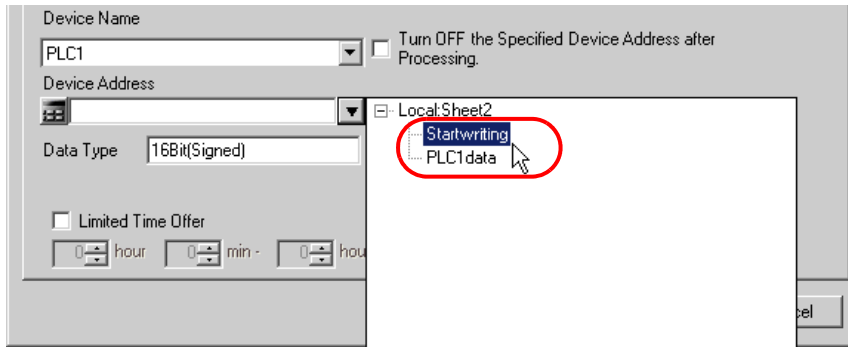 Device Name
PLC1
Turn OFF the Specified Device Address after
Processing.
Device Address
Local:Sheet2
Startwriting
PLC1data
Data Type 16Bit(Signed)
Limited Time Offer
0 hour 0 min - 0